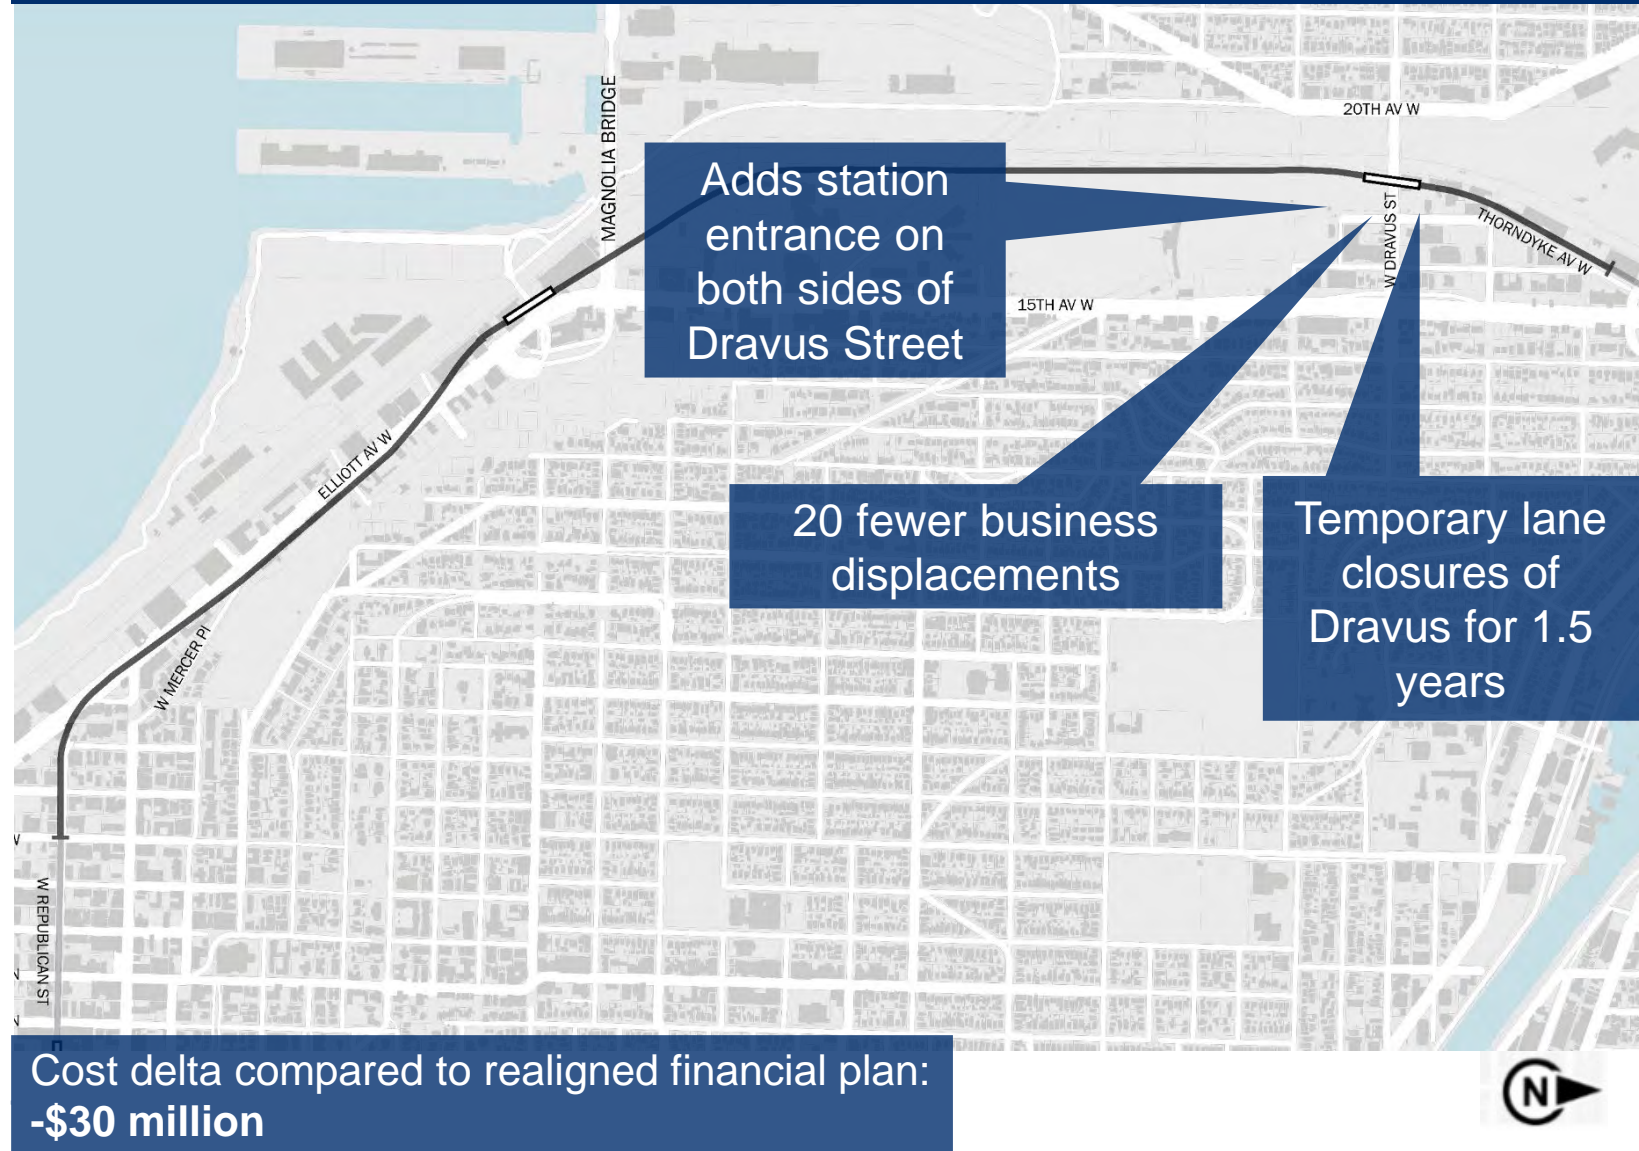 20TH AV W
MAGNOLIA BRIDGE
Adds station
entrance on
both sides of
Dravus Street
W DRAVUS ST
THORNDYKE AV W
15TH AV W
ELLIOTT AV W
20 fewer business
displacements
Temporary lane
closures of
Dravus for 1.5
years
W MERCER Pl
W REPUBLICAN ST
Cost delta compared to realigned financial plan:
-$30 million
N